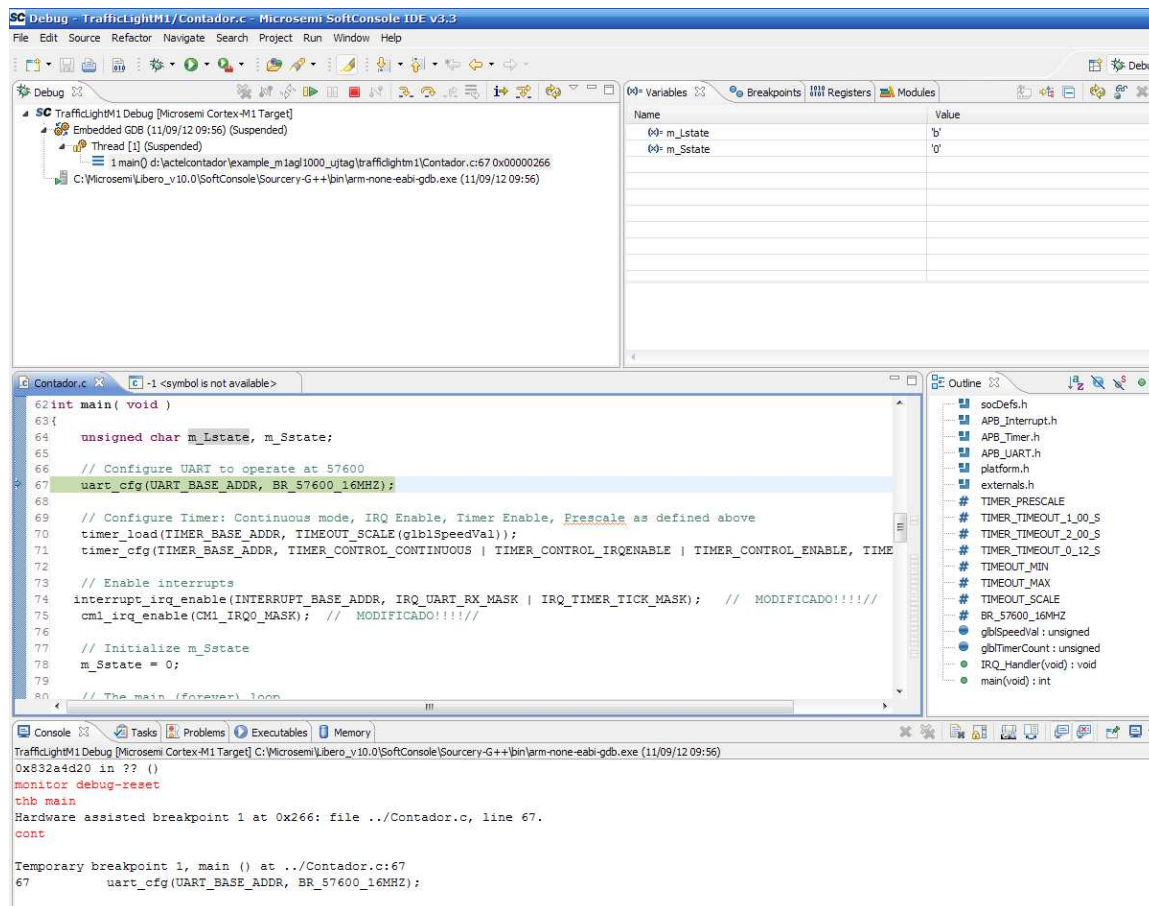 SC Debug - TrafficLightM1/Contador.c - Microsemi SoftConsole IDE v3.3
File Edit Source Refactor Navigate Search Project Run Window Help
Debu
Debug
SC TrafficLightM1 Debug [Microsemi Cortex-M1 Target]
Embedded GDB (11/09/12 09:56) (Suspended)
Thread [1] (Suspended)
1 main() d:\actelcontador\example_m1agl1000_ujtag\trafficlightm1\Contador.c:67 0x00000266
C:\Microsemi\Libero_v10.0\SoftConsole\Sourcery-G++\bin\arm-none-eabi-gdb.exe (11/09/12 09:56)
(x)= Variables Breakpoints 1010 0101 Registers Modules
Name Value
(x)= m_Lstate 'b'
(x)= m_Sstate '0'
Contador.c -1 <symbol is not available>
62 int main( void )
63 {
64 unsigned char m_Lstate, m_Sstate;
65
66 // Configure UART to operate at 57600
67 uart_cfg(UART_BASE_ADDR, BR_57600_16MHZ);
68
69 // Configure Timer: Continuous mode, IRQ Enable, Timer Enable, Prescale as defined above
70 timer_load(TIMER_BASE_ADDR, TIMEOUT_SCALE(glblSpeedVal));
71 timer_cfg(TIMER_BASE_ADDR, TIMER_CONTROL_CONTINUOUS | TIMER_CONTROL_IRQENABLE | TIMER_CONTROL_ENABLE, TIME
72
73 // Enable interrupts
74 interrupt_irq_enable(INTERRUPT_BASE_ADDR, IRQ_UART_RX_MASK | IRQ_TIMER_TICK_MASK); // MODIFICADO!!!!//
75 cm1_irq_enable(CM1_IRQ0_MASK); // MODIFICADO!!!!//
76
77 // Initialize m_Sstate
78 m_Sstate = 0;
79
80 // The main (forever) loop
Outline
socDefs.h
APB_Interrupt.h
APB_Timer.h
APB_UART.h
platform.h
externals.h
# TIMER_PRESCALE
# TIMER_TIMEOUT_1_00_S
# TIMER_TIMEOUT_2_00_S
# TIMER_TIMEOUT_0_12_S
# TIMEOUT_MIN
# TIMEOUT_MAX
# TIMEOUT_SCALE
# BR_57600_16MHZ
glblSpeedVal : unsigned
glblTimerCount : unsigned
IRQ_Handler(void) : void
main(void) : int
Console Tasks Problems Executables Memory
TrafficLightM1 Debug [Microsemi Cortex-M1 Target] C:\Microsemi\Libero_v10.0\SoftConsole\Sourcery-G++\bin\arm-none-eabi-gdb.exe (11/09/12 09:56)
0x832a4d20 in ?? ()
monitor debug-reset
thb main
Hardware assisted breakpoint 1 at 0x266: file ../Contador.c, line 67.
cont
Temporary breakpoint 1, main () at ../Contador.c:67
67 uart_cfg(UART_BASE_ADDR, BR_57600_16MHZ);